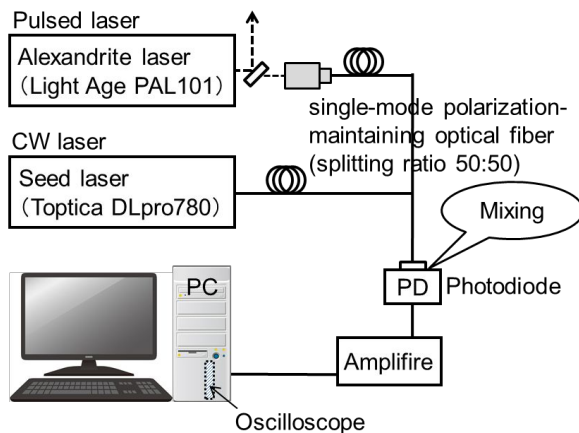 Pulsed laser
Alexandrite laser
（Light Age PAL101）
single-mode polarization-
maintaining optical fiber
(splitting ratio 50:50)
CW laser
Seed laser
（Toptica DLpro780）
Mixing
PD
Photodiode
PC
Amplifire
Oscilloscope